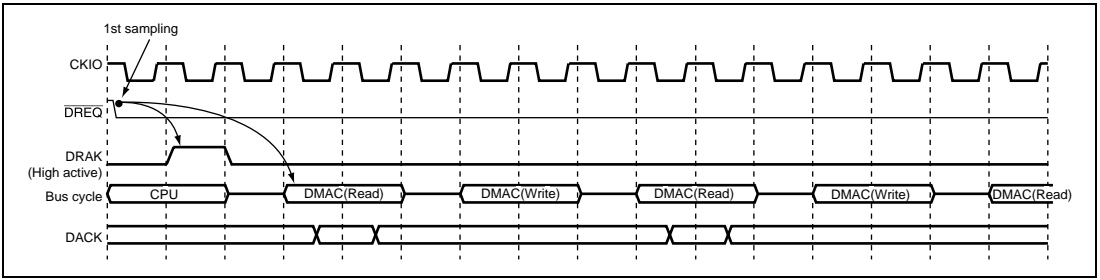 1st sampling
CKIO
DREQ
DRAK
(High active)
Bus cycle
CPU
DMAC(Read)
DMAC(Write)
DMAC(Read)
DMAC(Write)
DMAC(Read)
DACK